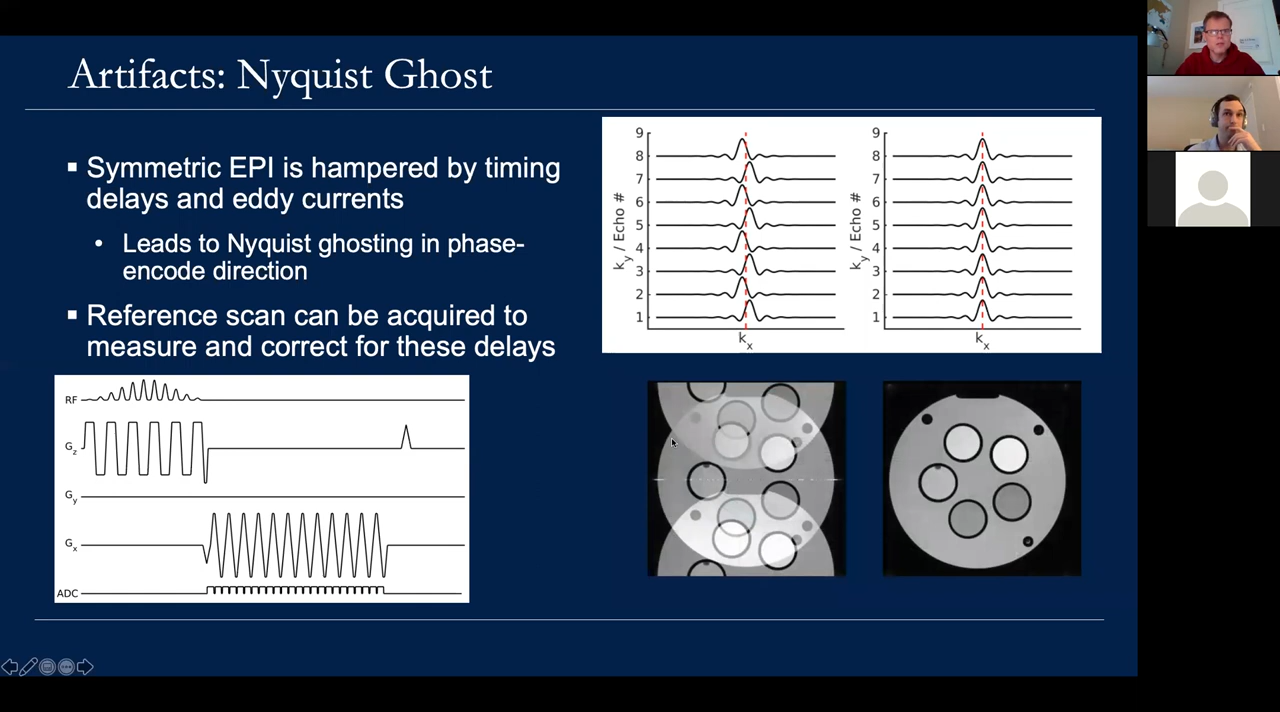 Artifacts: Nyquist Ghost
Symmetric EPI is hampered by timing
delays and eddy currents
Leads to Nyquist ghosting in phase-
encode direction
Reference scan can be acquired to
measure and correct for these delays
RF
Gz
Gy
Gx
ADC
9
8
7
6
5
4
3
2
1
ky / Echo #
kx
9
8
7
6
5
4
3
2
1
ky / Echo #
kx